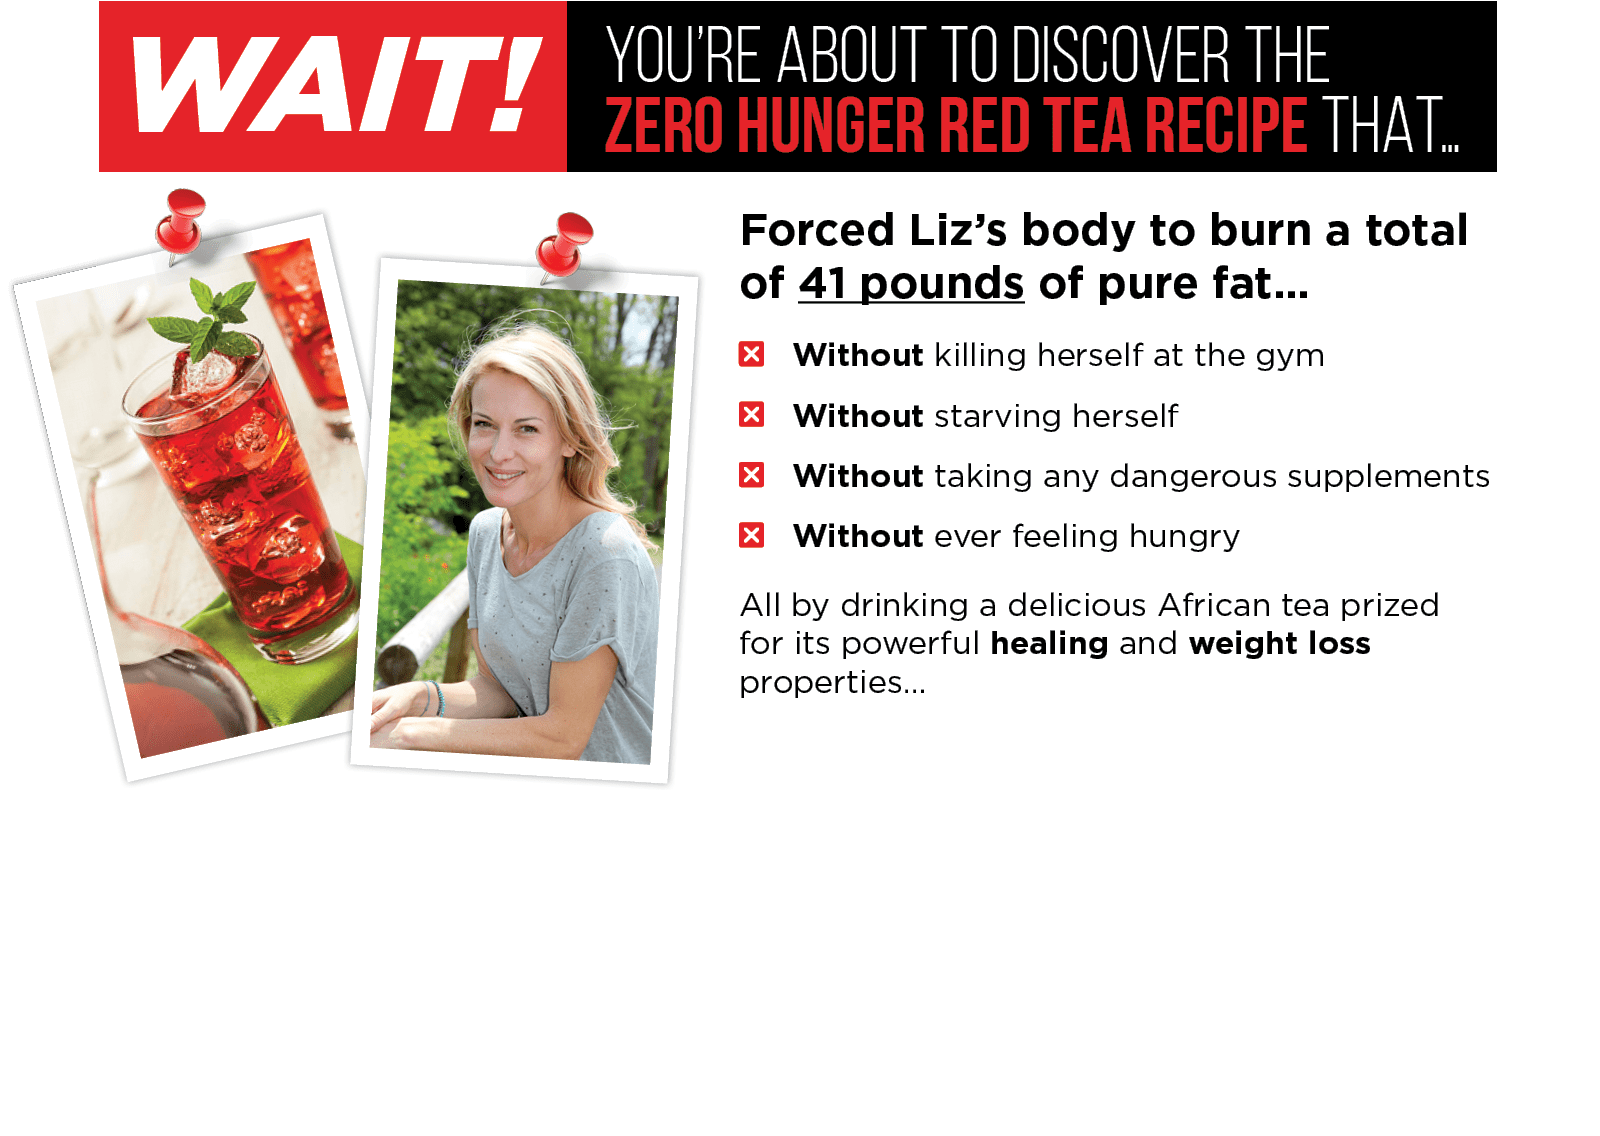 WAIT!
YOU'RE ABOUT TO DISCOVER THE
ZERO HUNGER RED TEA RECIPE THAT...
Forced Liz's body to burn a total
of 41 pounds of pure fat...
Without killing herself at the gym
Without starving herself
Without taking any dangerous supplements
Without ever feeling hungry
All by drinking a delicious African tea prized
for its powerful healing and weight loss
properties...